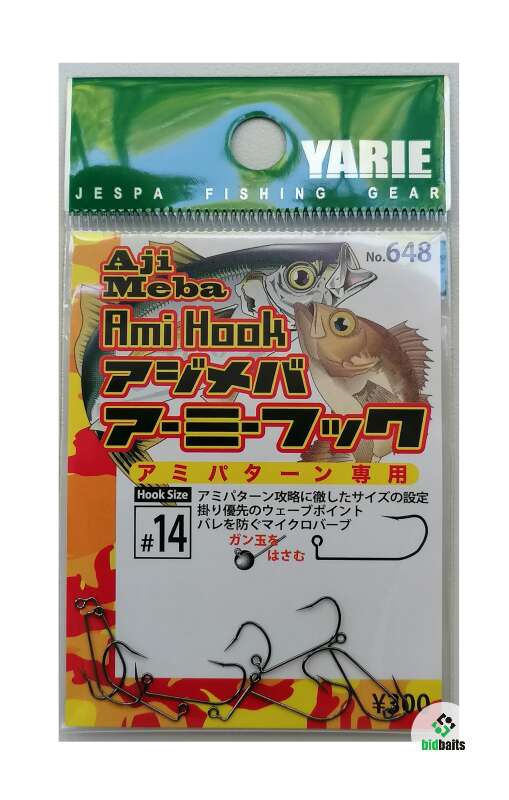 YARIE
JESPA FISHING GEAR
Aji
Meba
No.648
Ami Hook
アジメバ
アーミーフック
アミパターン専用
Hook Size
#14
アミパターン攻略に徹したサイズの設定
掛り優先のウェーブポイント
バレを防ぐマイクロバーブ
ガン玉を
はさむ
¥300
bidbaits